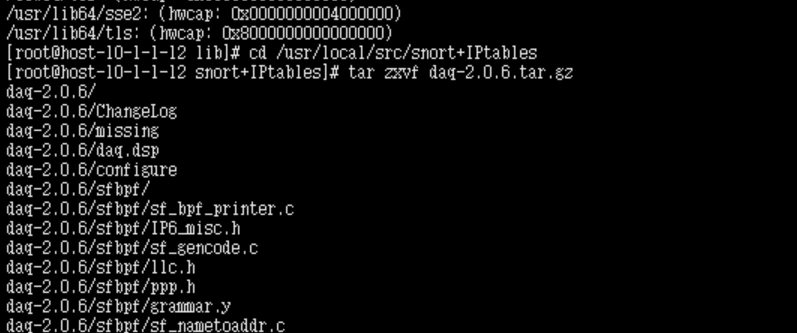 /usr/lib64/sse2: (hwcap: 0x0000000004000000)
/usr/lib64/tls: (hwcap: 0x8000000000000000)
[root@host-10-1-1-12 lib]# cd /usr/local/src/snort+IPtables
[root@host-10-1-1-12 snort+IPtables]# tar zxvf daq-2.0.6.tar.gz
daq-2.0.6/
daq-2.0.6/ChangeLog
daq-2.0.6/missing
daq-2.0.6/daq.dsp
daq-2.0.6/configure
daq-2.0.6/sfbpf/
daq-2.0.6/sfbpf/sf_bpf_printer.c
daq-2.0.6/sfbpf/IP6_misc.h
daq-2.0.6/sfbpf/sf_gencode.c
daq-2.0.6/sfbpf/llc.h
daq-2.0.6/sfbpf/ppp.h
daq-2.0.6/sfbpf/grammar.y
daq-2.0.6/sfbpf/sf_nametoaddr.c